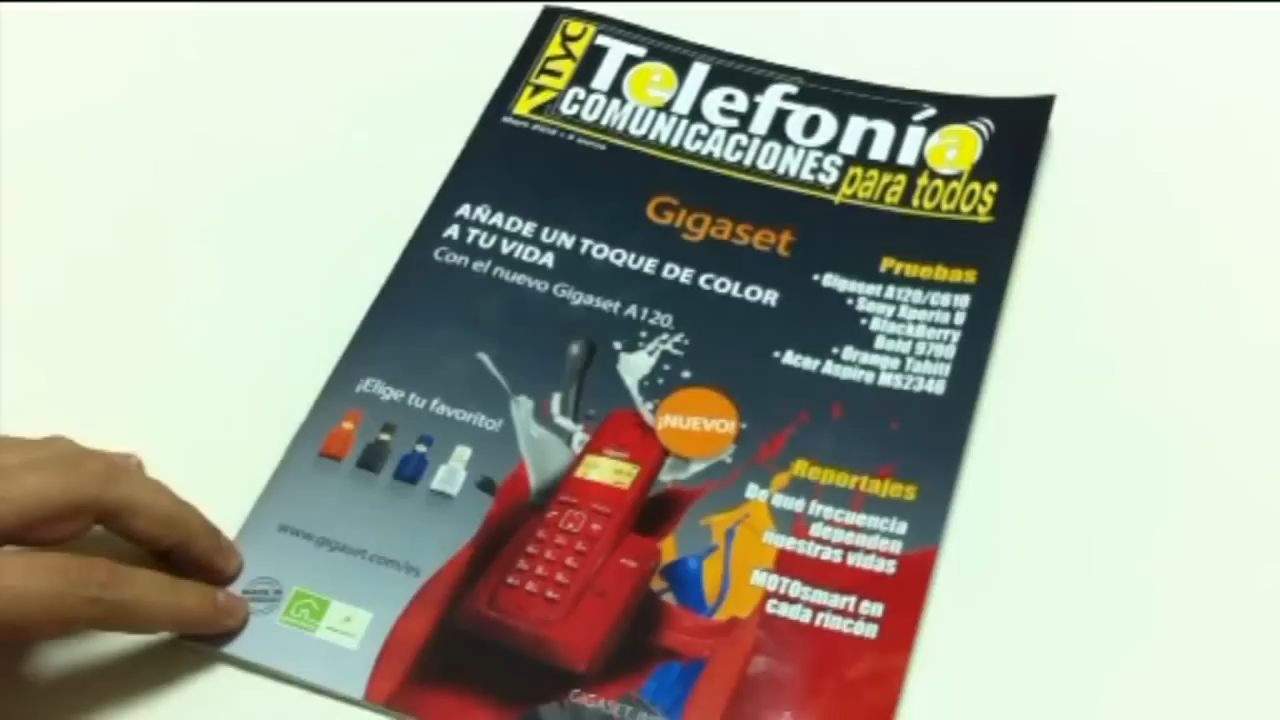 TyC
Telefonía
COMUNICACIONES
para todos
Gigaset
AÑADE UN TOQUE DE COLOR
A TU VIDA
Con el nuevo Gigaset A120.
Pruebas
• Gigaset A120/C610
• Sony Xperia U
• BlackBerry
Bold 9790
• Orange Tahiti
• Acer Aspire MS2346
¡Elige tu favorito!
¡NUEVO!
Reportajes
De qué frecuencia
dependen
nuestras vidas
MOTOsmart en
cada rincón
www.gigaset.com/es